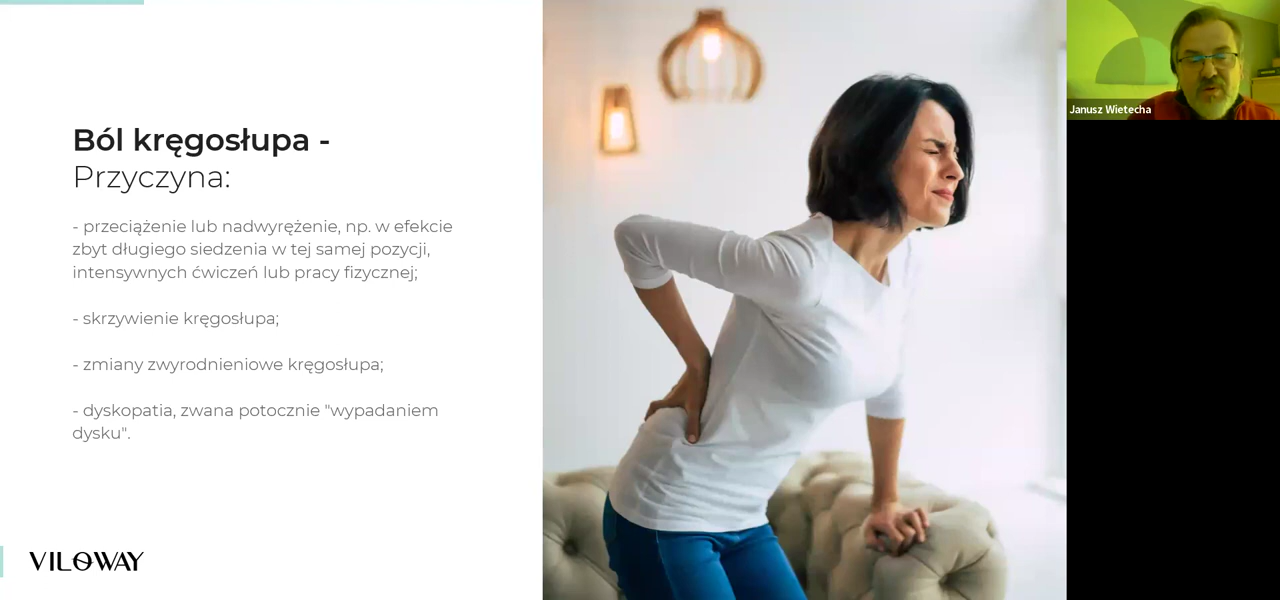 Ból kręgosłupa -
Przyczyna:
- przeciążenie lub nadwyrężenie, np. w efekcie
zbyt długiego siedzenia w tej samej pozycji,
intensywnych ćwiczeń lub pracy fizycznej;
- skrzywienie kręgosłupa;
- zmiany zwyrodnieniowe kręgosłupa;
- dyskopatia, zwana potocznie "wypadaniem
dysku".
VILOWAY
Janusz Wietecha